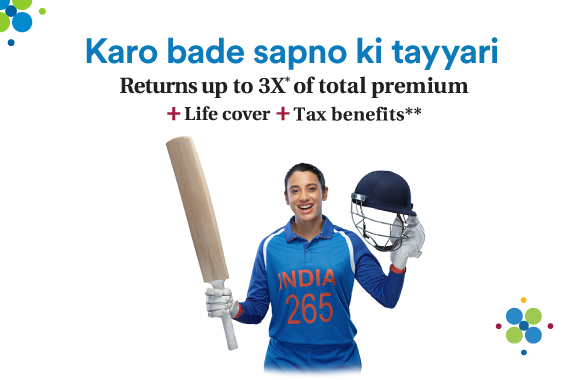 Karo bade sapno ki tayyari
Returns up to 3X* of total premium
+ Life cover + Tax benefits**
INDIA
265